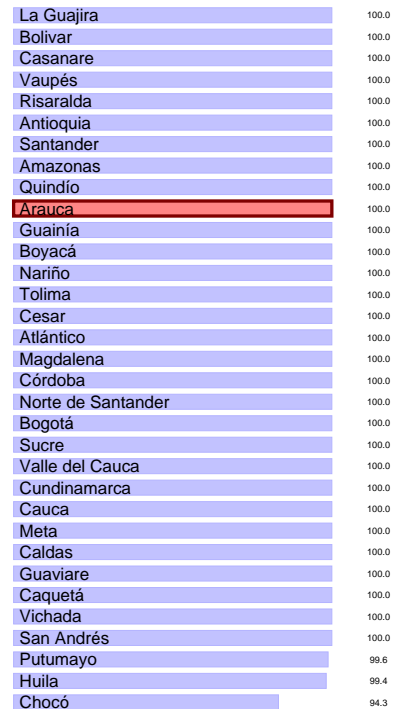 La Guajira 100.0
Bolivar 100.0
Casanare 100.0
Vaupés 100.0
Risaralda 100.0
Antioquia 100.0
Santander 100.0
Amazonas 100.0
Quindío 100.0
Arauca 100.0
Guainía 100.0
Boyacá 100.0
Nariño 100.0
Tolima 100.0
Cesar 100.0
Atlántico 100.0
Magdalena 100.0
Córdoba 100.0
Norte de Santander 100.0
Bogotá 100.0
Sucre 100.0
Valle del Cauca 100.0
Cundinamarca 100.0
Cauca 100.0
Meta 100.0
Caldas 100.0
Guaviare 100.0
Caquetá 100.0
Vichada 100.0
San Andrés 100.0
Putumayo 99.6
Huila 99.4
Chocó 94.3